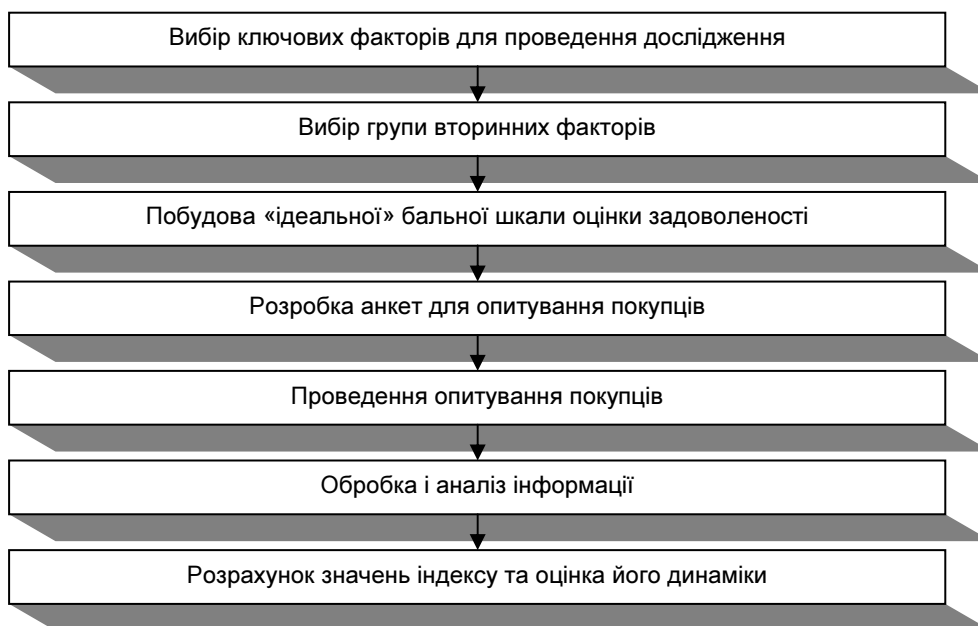 Вибір ключових факторів для проведення дослідження
Вибір групи вторинних факторів
Побудова «ідеальної» бальної шкали оцінки задоволеності
Розробка анкет для опитування покупців
Проведення опитування покупців
Обробка і аналіз інформації
Розрахунок значень індексу та оцінка його динаміки